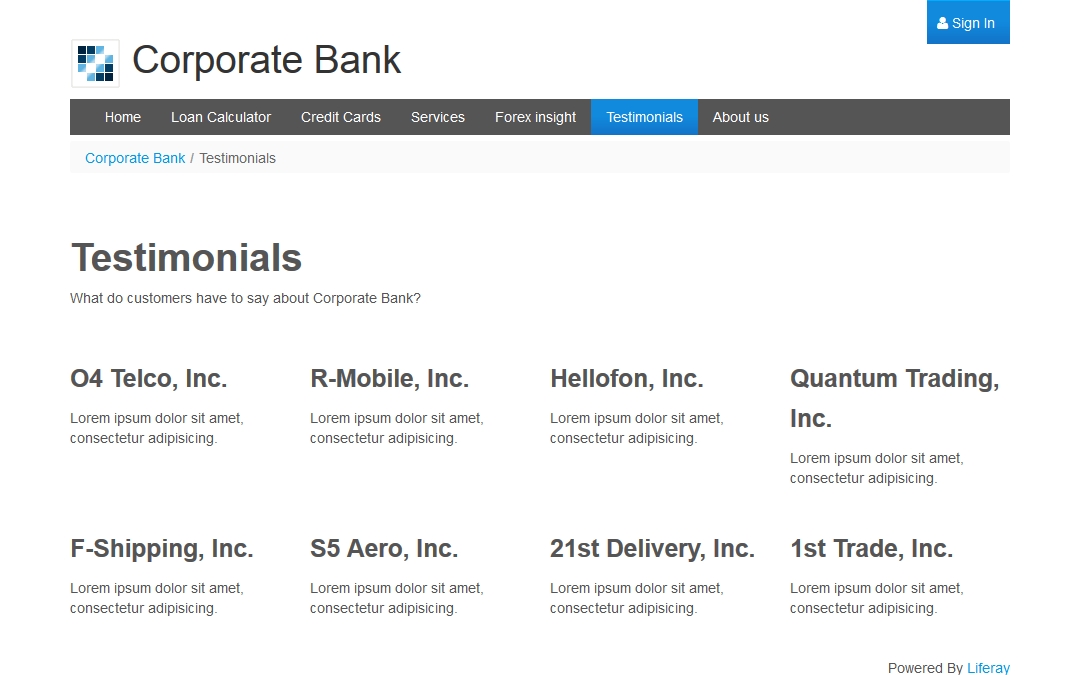 Sign In
Corporate Bank
Home Loan Calculator Credit Cards Services Forex insight Testimonials About us
Corporate Bank / Testimonials
Testimonials
What do customers have to say about Corporate Bank?
O4 Telco, Inc.
Lorem ipsum dolor sit amet,
consectetur adipisicing.
R-Mobile, Inc.
Lorem ipsum dolor sit amet,
consectetur adipisicing.
Hellofon, Inc.
Lorem ipsum dolor sit amet,
consectetur adipisicing.
Quantum Trading,
Inc.
Lorem ipsum dolor sit amet,
consectetur adipisicing.
F-Shipping, Inc.
Lorem ipsum dolor sit amet,
consectetur adipisicing.
S5 Aero, Inc.
Lorem ipsum dolor sit amet,
consectetur adipisicing.
21st Delivery, Inc.
Lorem ipsum dolor sit amet,
consectetur adipisicing.
1st Trade, Inc.
Lorem ipsum dolor sit amet,
consectetur adipisicing.
Powered By Liferay